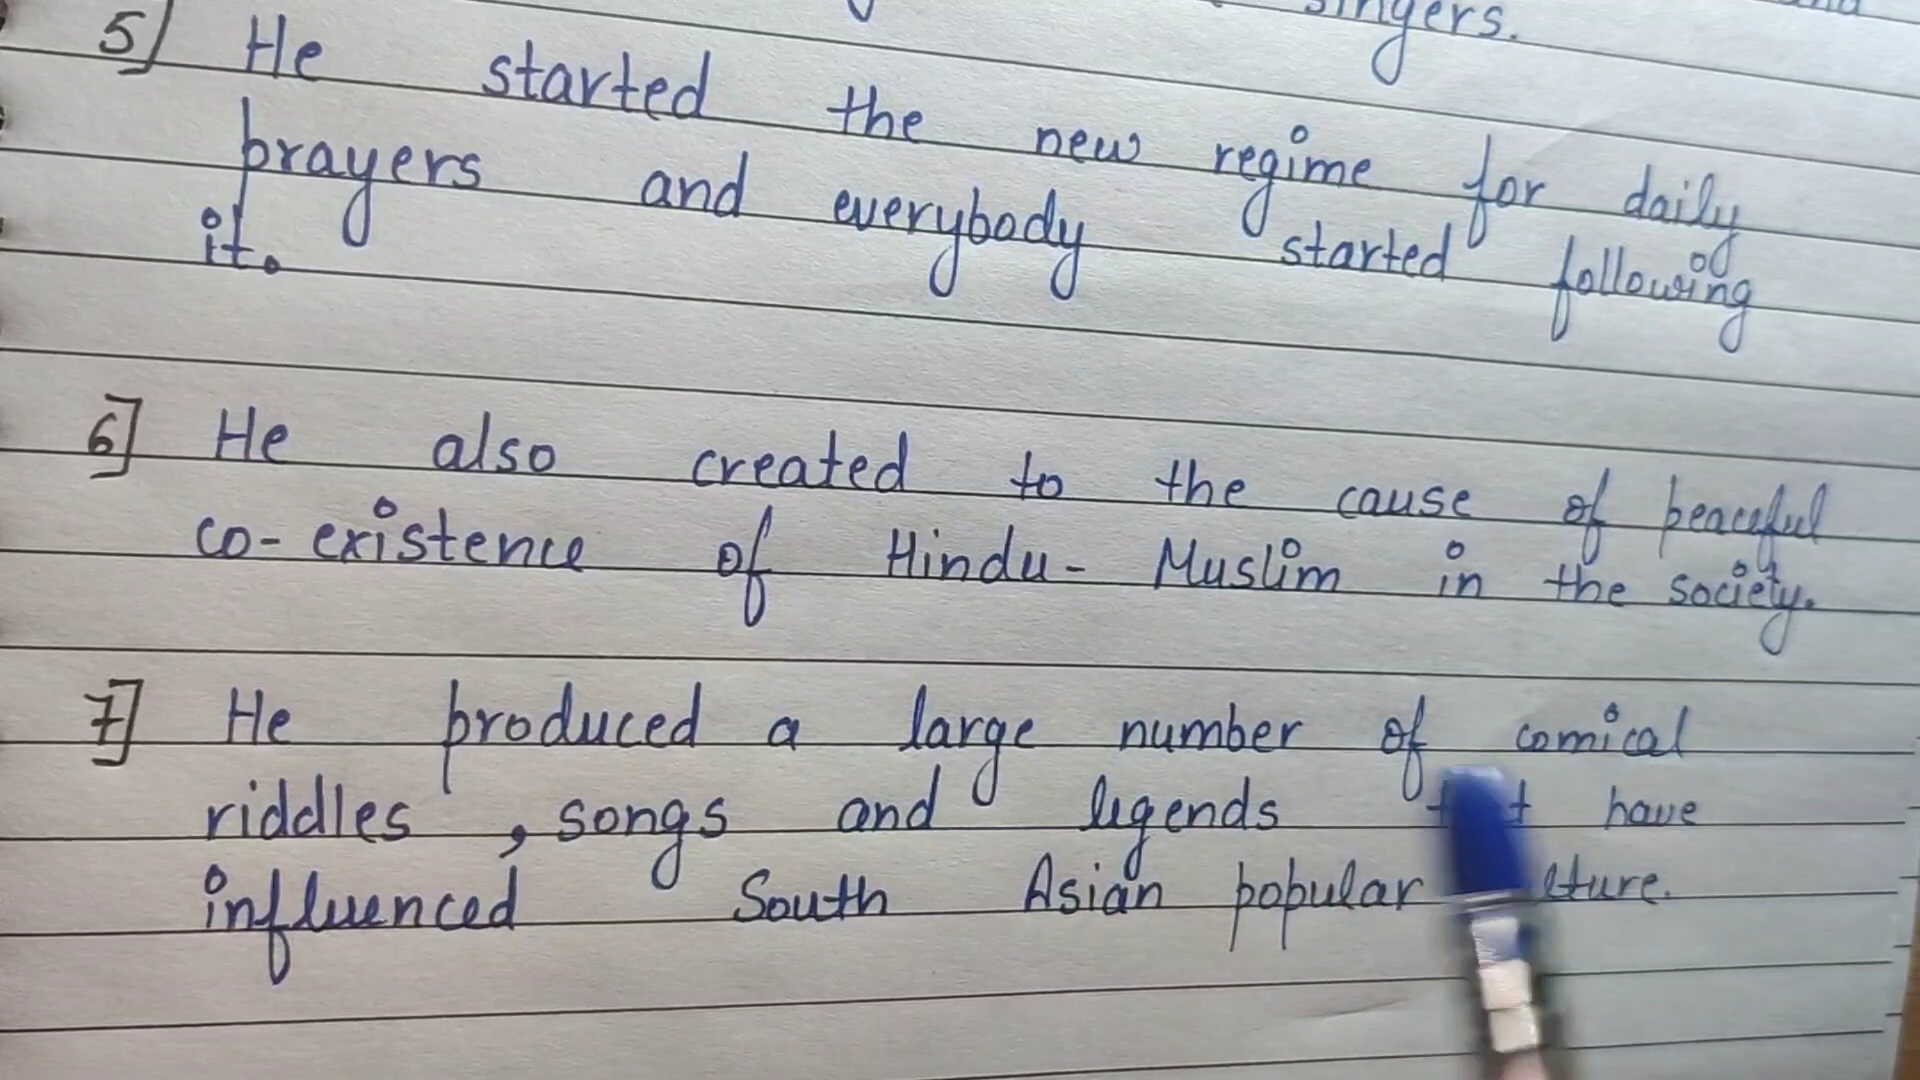 singers.
5] He started the new regime for daily
prayers and everybody started following
it.
6] He also created to the cause of peaceful
co-existence of Hindu-Muslim in the society.
7] He produced a large number of comical
riddles, songs and legends have
influenced South Asian popular